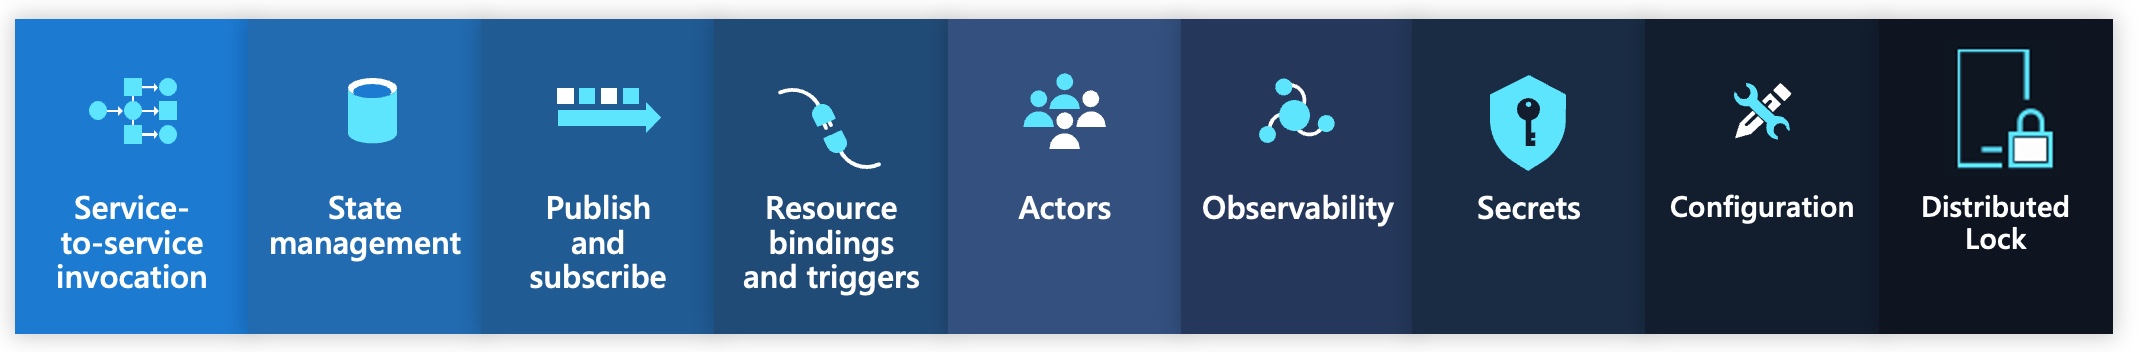 Service-
to-service
invocation
State
management
Publish
and
subscribe
Resource
bindings
and triggers
Actors
Observability
Secrets
Configuration
Distributed
Lock